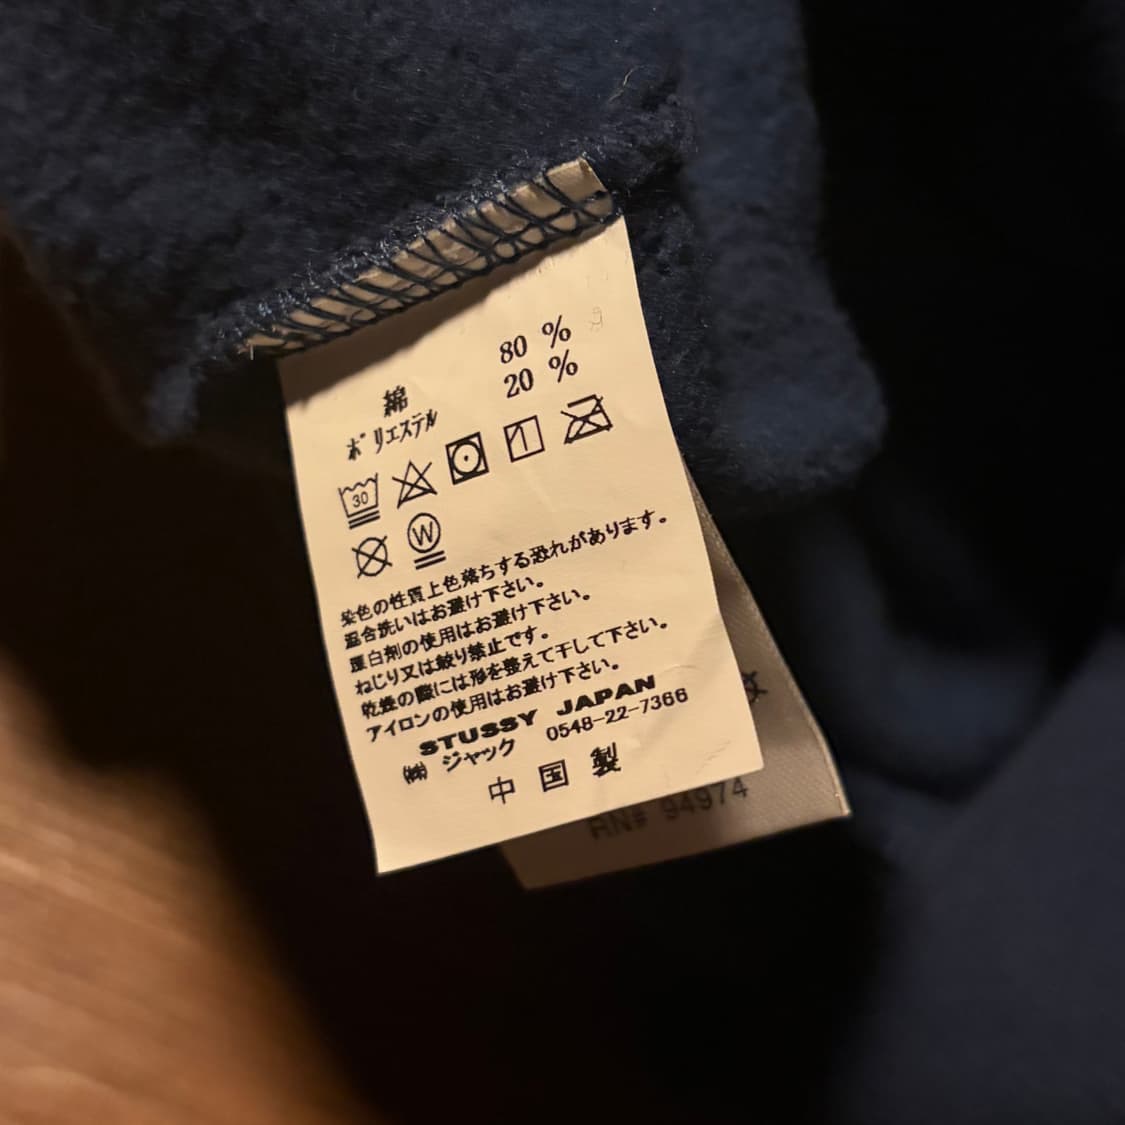 綿 80 %
ポリエステル 20 %
30
W
染色の性質上色落ちする恐れがあります。
混合洗いはお避け下さい。
漂白剤の使用はお避け下さい。
ねじり又は絞り禁止です。
乾燥の際には形を整えて干して下さい。
アイロンの使用はお避け下さい。
STUSSY JAPAN
㈱ ジャック 0548-22-7366
中国製
RN# 94974